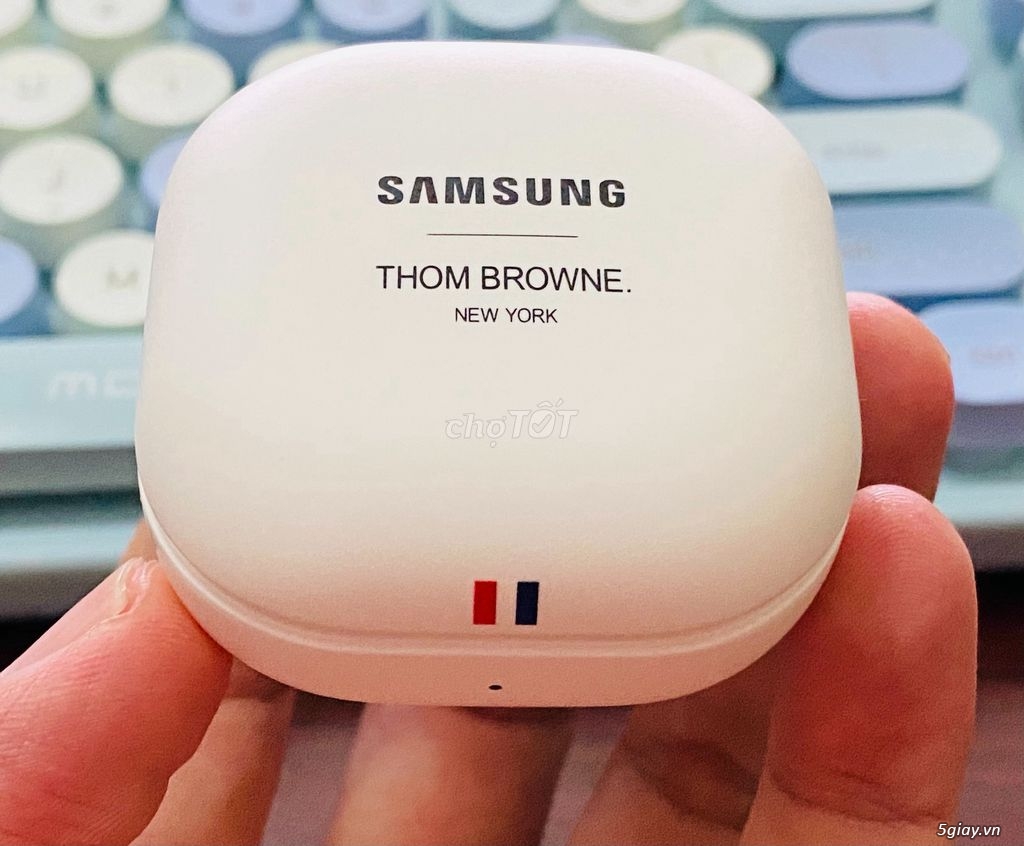 SAMSUNG
THOM BROWNE.
NEW YORK
chợTỐT
J
M
5giay.vn